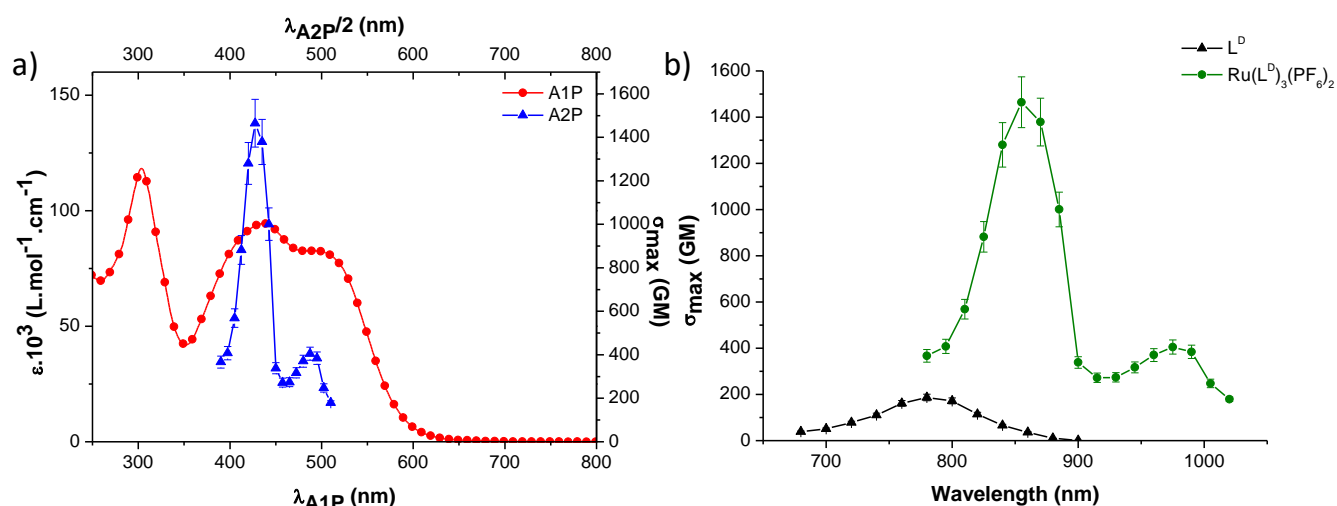 a)
λA2P/2 (nm)
300 400 500 600 700 800
150
100
50
0
ε.10³ (L.mol⁻¹.cm⁻¹)
A1P
A2P
1600
1400
1200
1000
800
600
400
200
0
σmax (GM)
300 400 500 600 700 800
λA1P (nm)
b)
L^D
Ru(L^D)₃(PF₆)₂
1600
1400
1200
1000
800
600
400
200
0
σmax (GM)
700 800 900 1000
Wavelength (nm)